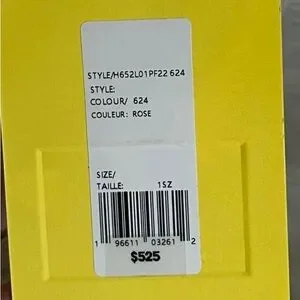 STYLE/H652L01PF22 624
STYLE:
COLOUR/ 624
COULEUR: ROSE
SIZE/
TAILLE: 1SZ
1 96611 03261 2
$525